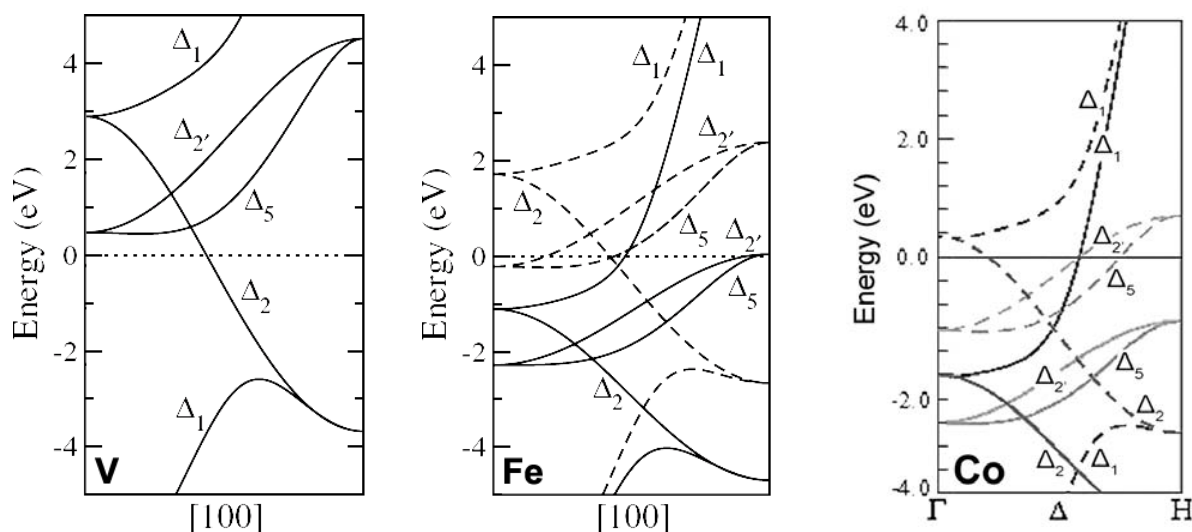 Energy (eV)
4
2
0
-2
-4
Δ₁
Δ₂'
Δ₅
Δ₂
Δ₁
V
[100]
Energy (eV)
4
2
0
-2
-4
Δ₁
Δ₁
Δ₂'
Δ₂
Δ₅
Δ₂'
Δ₅
Δ₂
Fe
[100]
Energy (eV)
4.0
2.0
0.0
-2.0
-4.0
Δ₁
Δ₁
Δ₂'
Δ₅
Δ₂'
Δ₅
Δ₂
Δ₂
Δ₁
Co
Γ
Δ
H